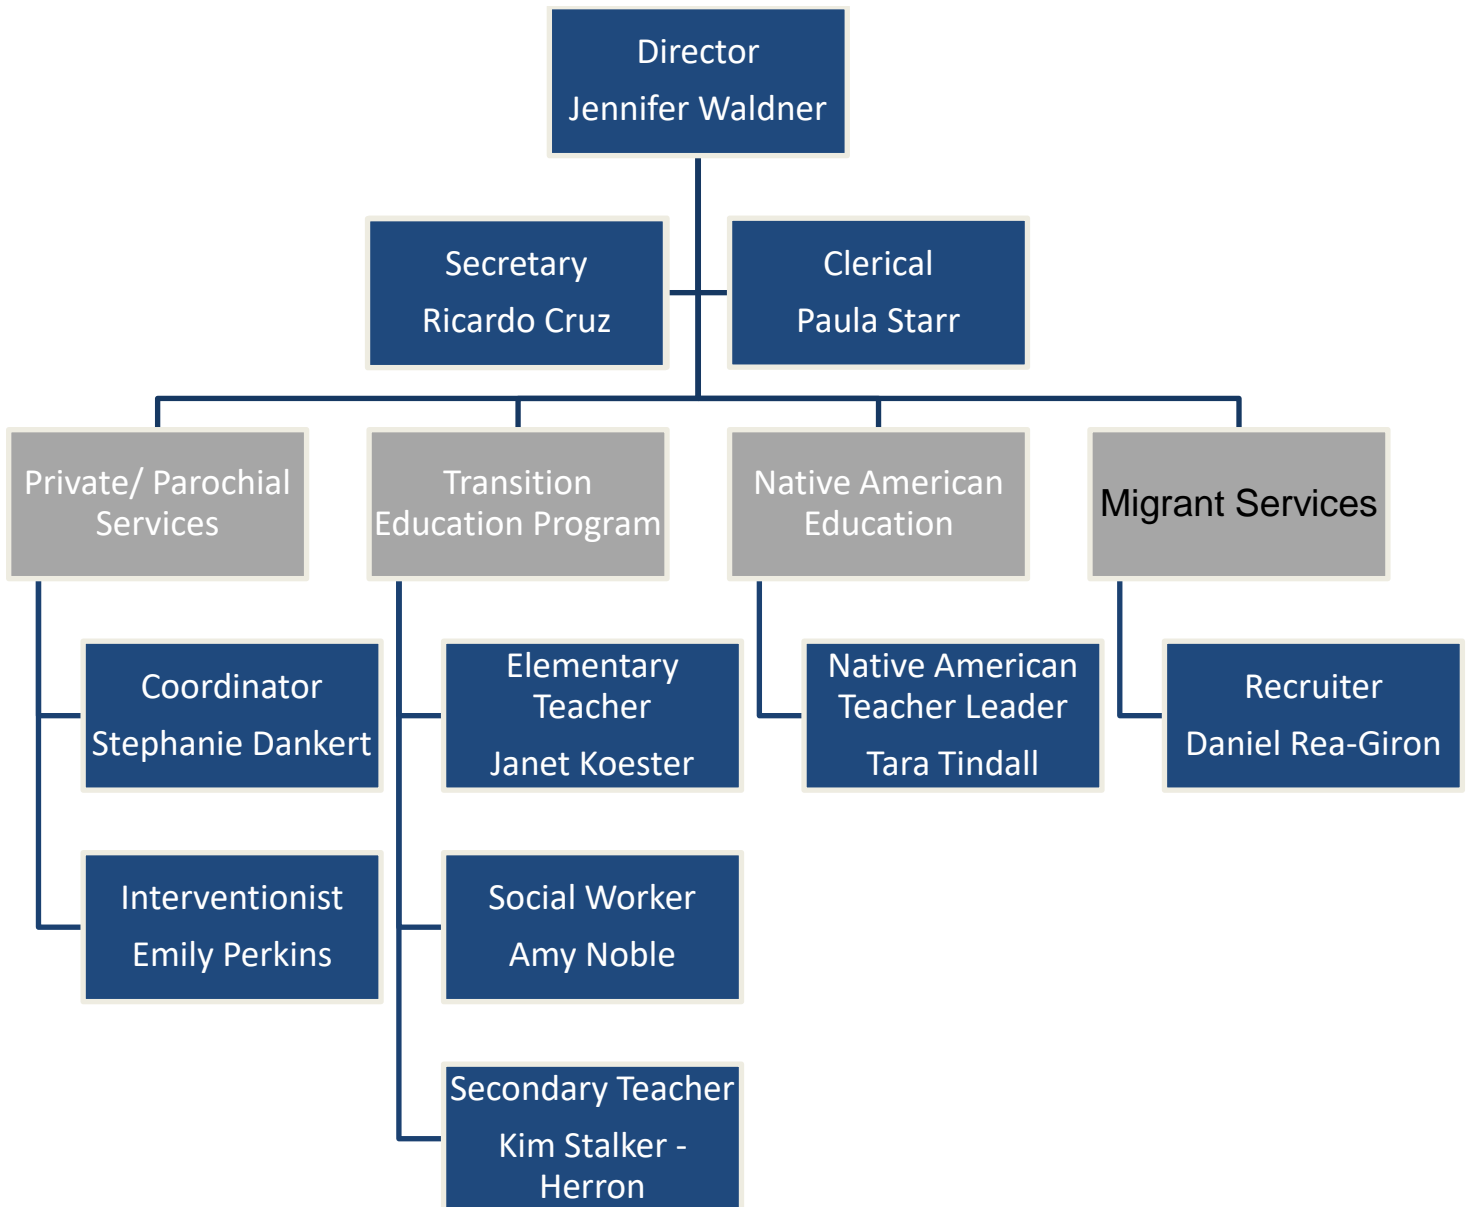 Director
Jennifer Waldner
Secretary
Ricardo Cruz
Clerical
Paula Starr
Private/ Parochial
Services
Transition
Education Program
Native American
Education
Migrant Services
Coordinator
Stephanie Dankert
Elementary
Teacher
Janet Koester
Native American
Teacher Leader
Tara Tindall
Recruiter
Daniel Rea-Giron
Interventionist
Emily Perkins
Social Worker
Amy Noble
Secondary Teacher
Kim Stalker -
Herron